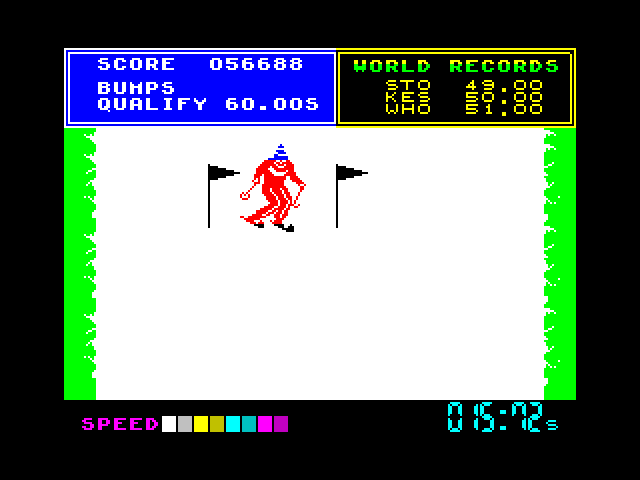 SCORE 056688
BUMPS
QUALIFY 60.00S
WORLD RECORDS
STO 49.00
KES 50.00
WHO 51.00
SPEED
015:72s